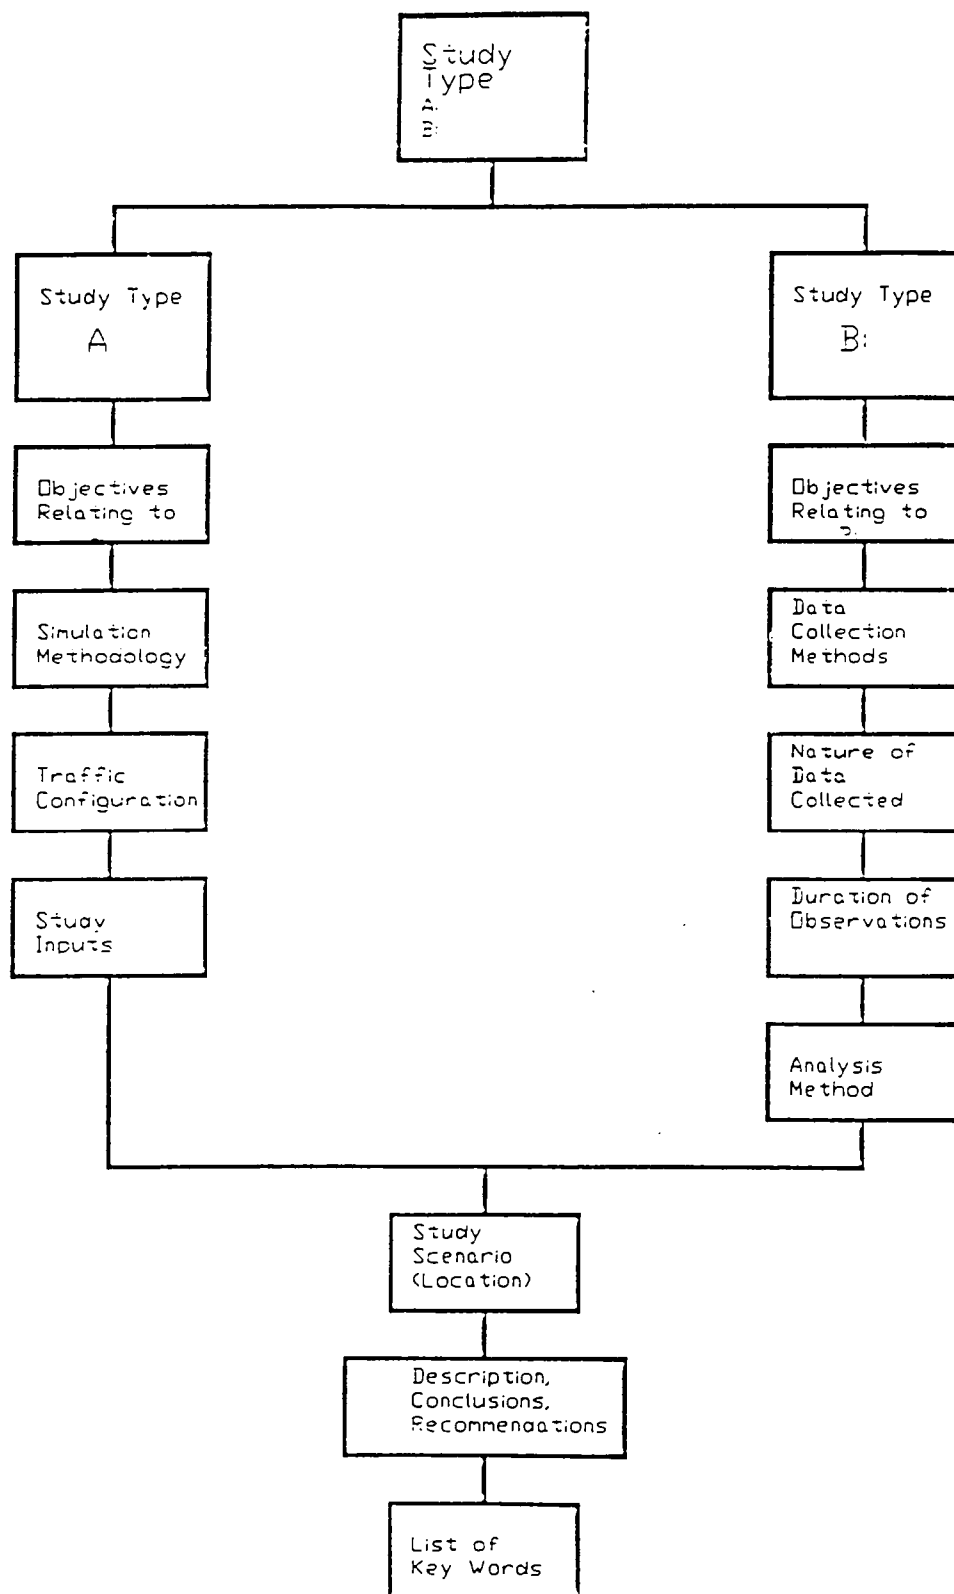 Study
Type
A:
B:
Study Type
A
Study Type
B:
Objectives
Relating to
Objectives
Relating to
B:
Simulation
Methodology
Data
Collection
Methods
Traffic
Configuration
Nature of
Data
Collected
Study
Inputs
Duration of
Observations
Analysis
Method
Study
Scenario
(Location)
Description,
Conclusions,
Recommendations
List of
Key Words